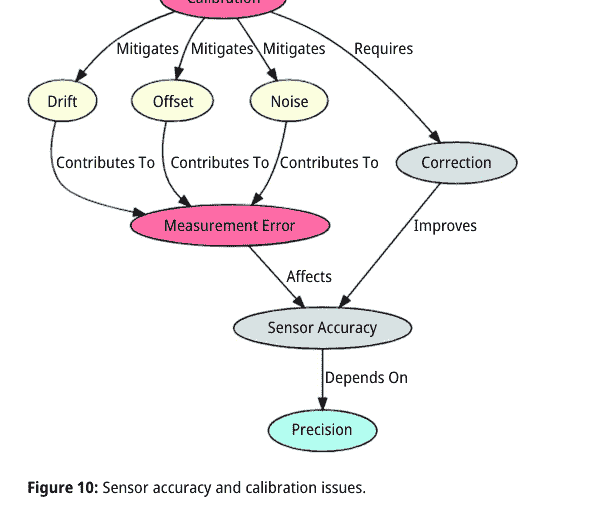 Calibration
Mitigates Mitigates Mitigates Requires
Drift Offset Noise
Contributes To Contributes To Contributes To Correction
Measurement Error Improves
Affects
Sensor Accuracy
Depends On
Precision
Figure 10: Sensor accuracy and calibration issues.